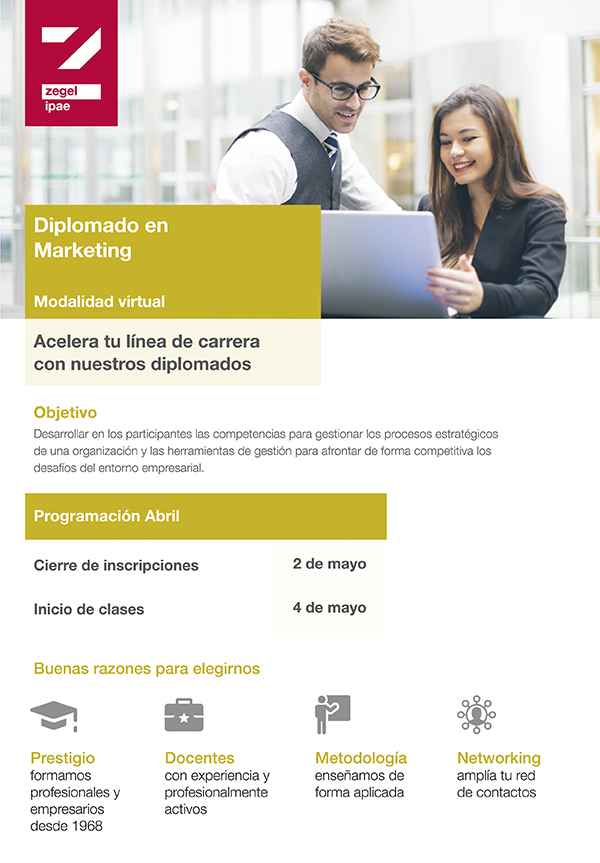 zegel
ipae
Diplomado en
Marketing
Modalidad virtual
Acelera tu línea de carrera
con nuestros diplomados
Objetivo
Desarrollar en los participantes las competencias para gestionar los procesos estratégicos
de una organización y las herramientas de gestión para afrontar de forma competitiva los
desafíos del entorno empresarial.
Programación Abril
Cierre de inscripciones 2 de mayo
Inicio de clases 4 de mayo
Buenas razones para elegirnos
Prestigio
formamos
profesionales y
empresarios
desde 1968
Docentes
con experiencia y
profesionalmente
activos
Metodología
enseñamos de
forma aplicada
Networking
amplía tu red
de contactos